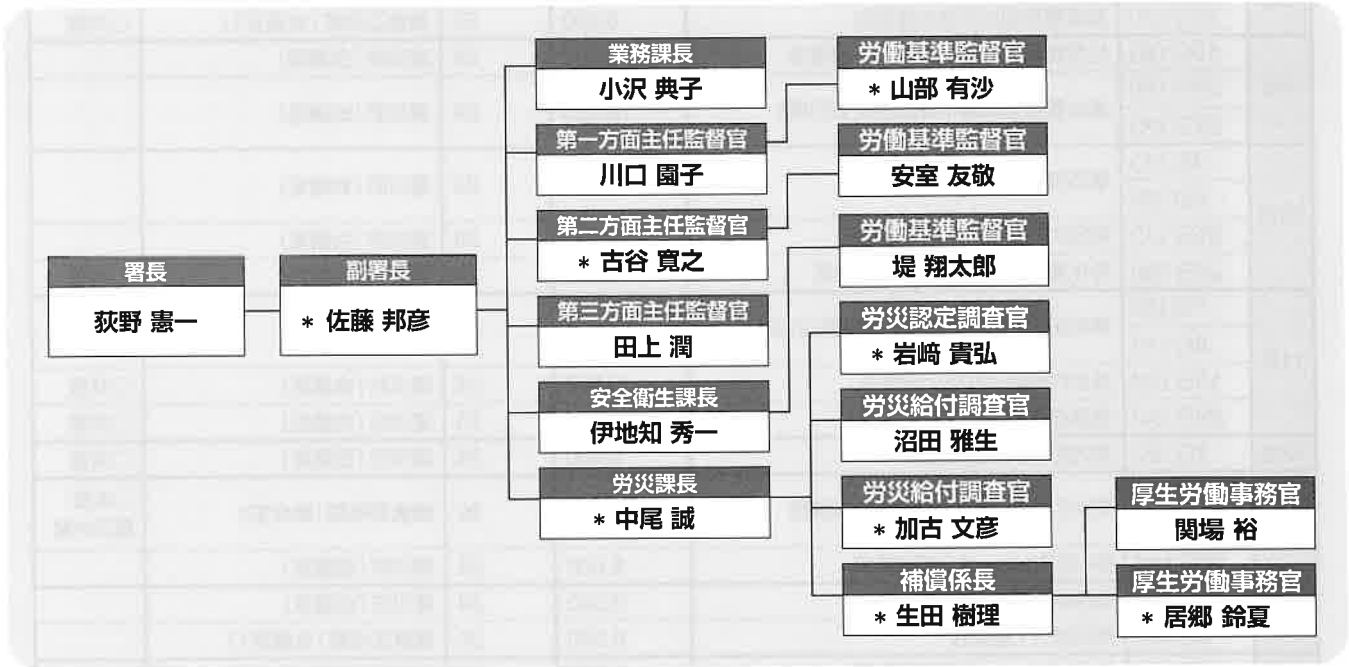 署長
荻野 憲一
副署長
* 佐藤 邦彦
業務課長
小沢 典子
第一方面主任監督官
川口 園子
第二方面主任監督官
* 古谷 寛之
第三方面主任監督官
田上 潤
安全衛生課長
伊地知 秀一
労災課長
* 中尾 誠
労働基準監督官
* 山部 有沙
労働基準監督官
安室 友敬
労働基準監督官
堤 翔太郎
労災認定調査官
* 岩﨑 貴弘
労災給付調査官
沼田 雅生
労災給付調査官
* 加古 文彦
補償係長
* 生田 樹理
厚生労働事務官
関場 裕
厚生労働事務官
* 居郷 鈴夏